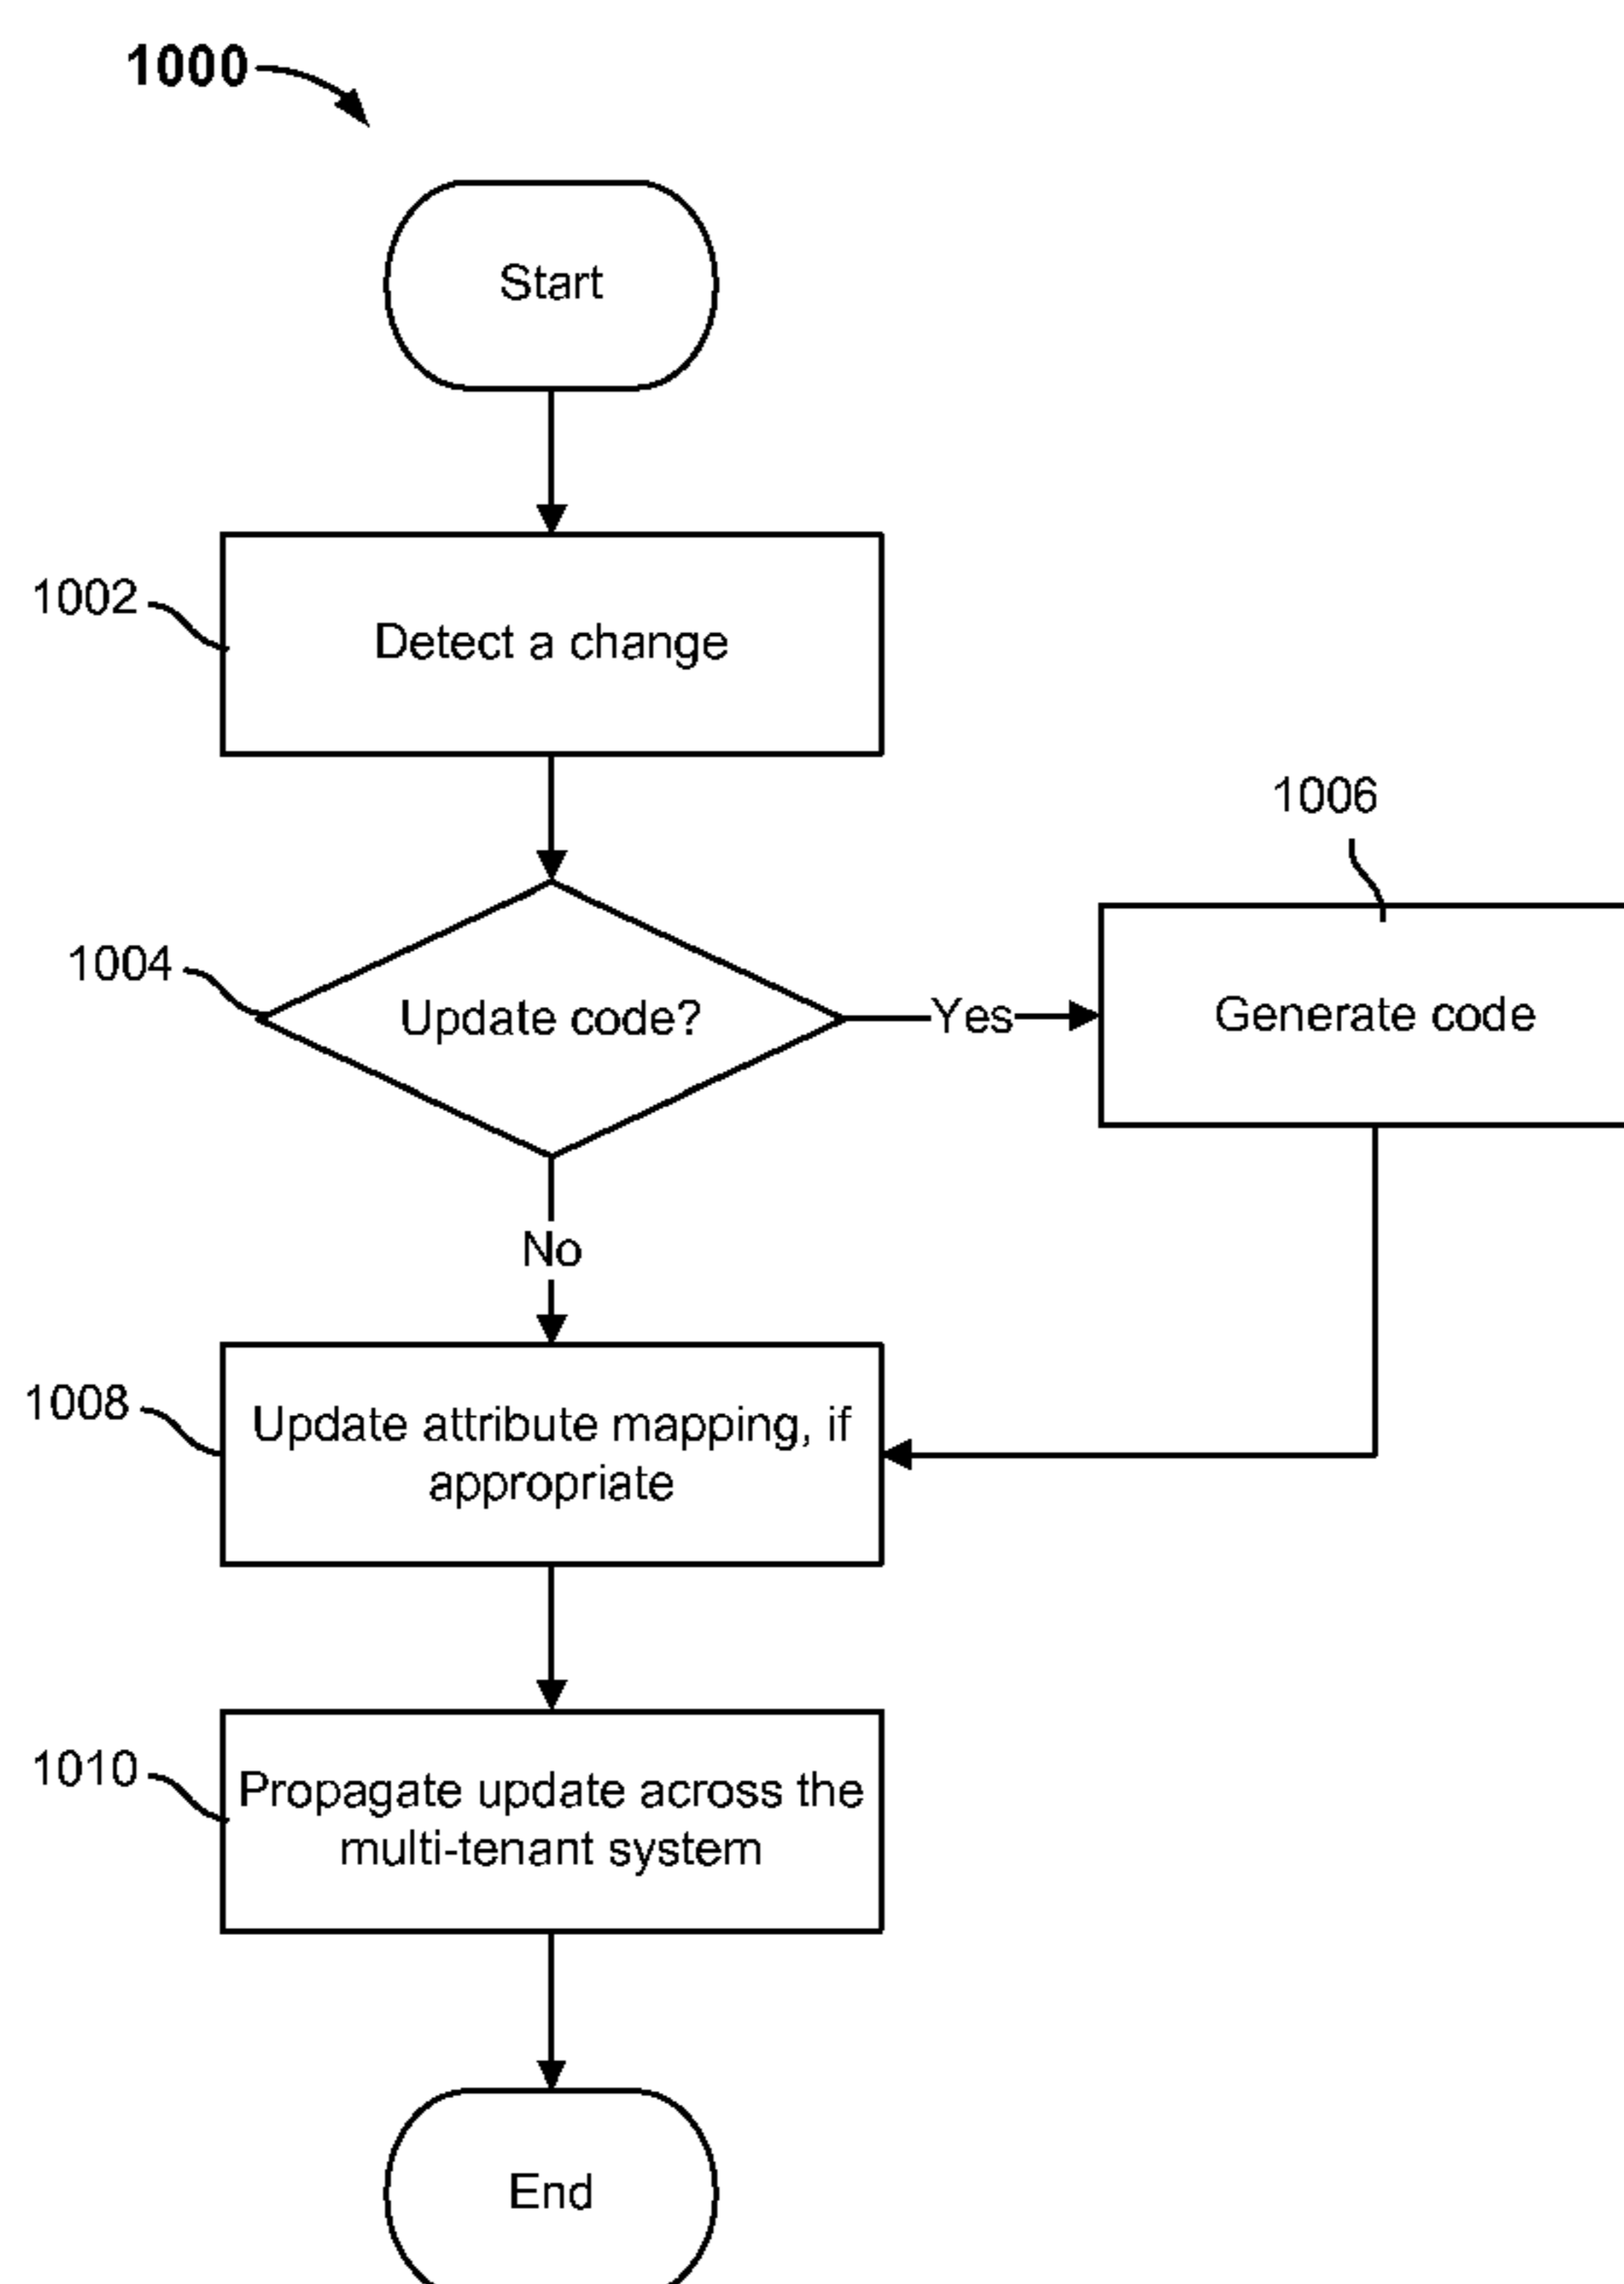 1000
Start
1002
Detect a change
1004
Update code?
Yes
1006
Generate code
No
1008
Update attribute mapping, if
appropriate
1010
Propagate update across the
multi-tenant system
End